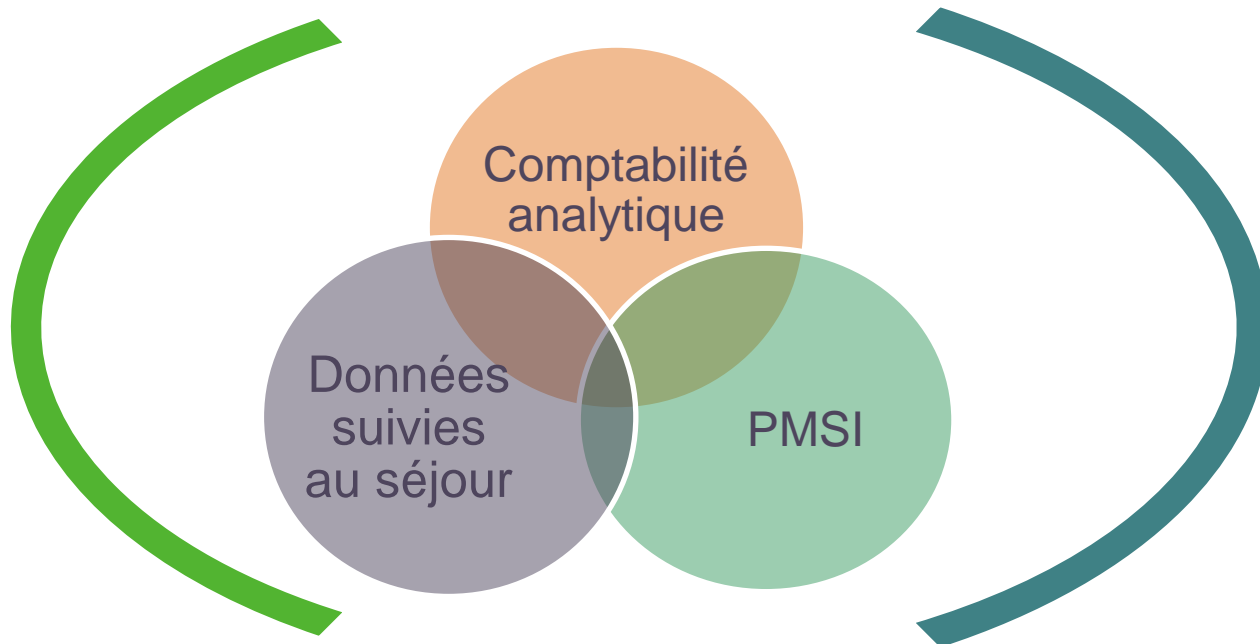 Comptabilité
analytique
Données
suivies
au séjour
PMSI